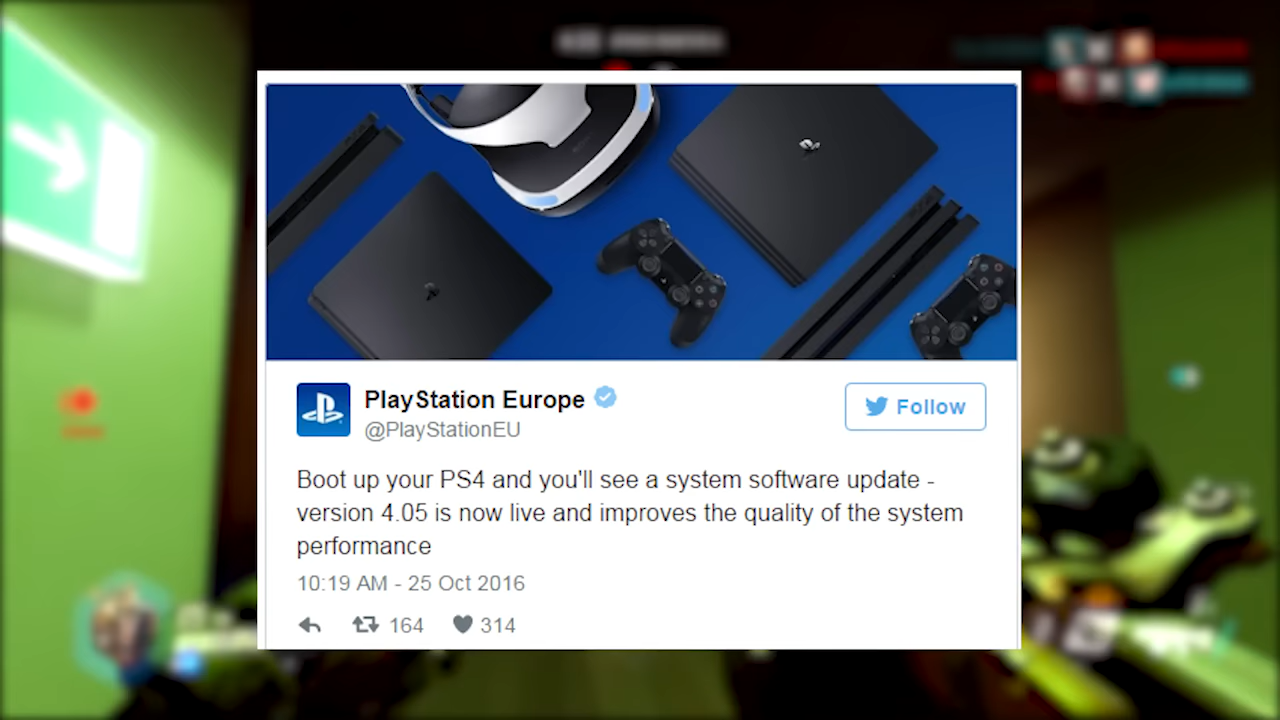 PlayStation Europe
@PlayStationEU
Follow
Boot up your PS4 and you'll see a system software update -
version 4.05 is now live and improves the quality of the system
performance
10:19 AM - 25 Oct 2016
164 314